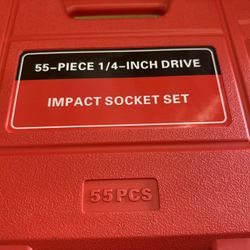 55-PIECE 1/4-INCH DRIVE
IMPACT SOCKET SET
55PCS